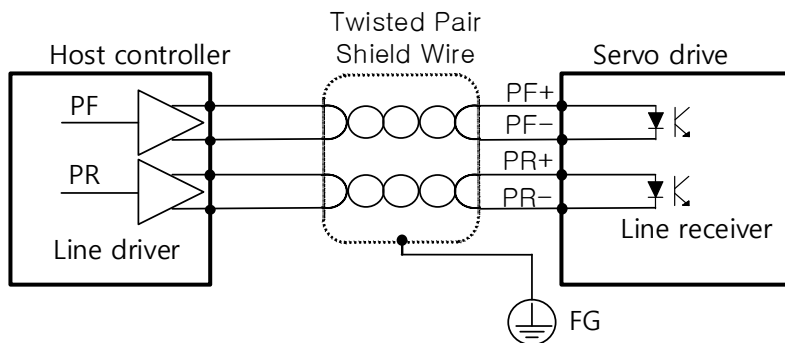 Twisted Pair
Shield Wire
Host controller
Servo drive
PF
PF+
PF-
PR
PR+
PR-
Line driver
Line receiver
FG